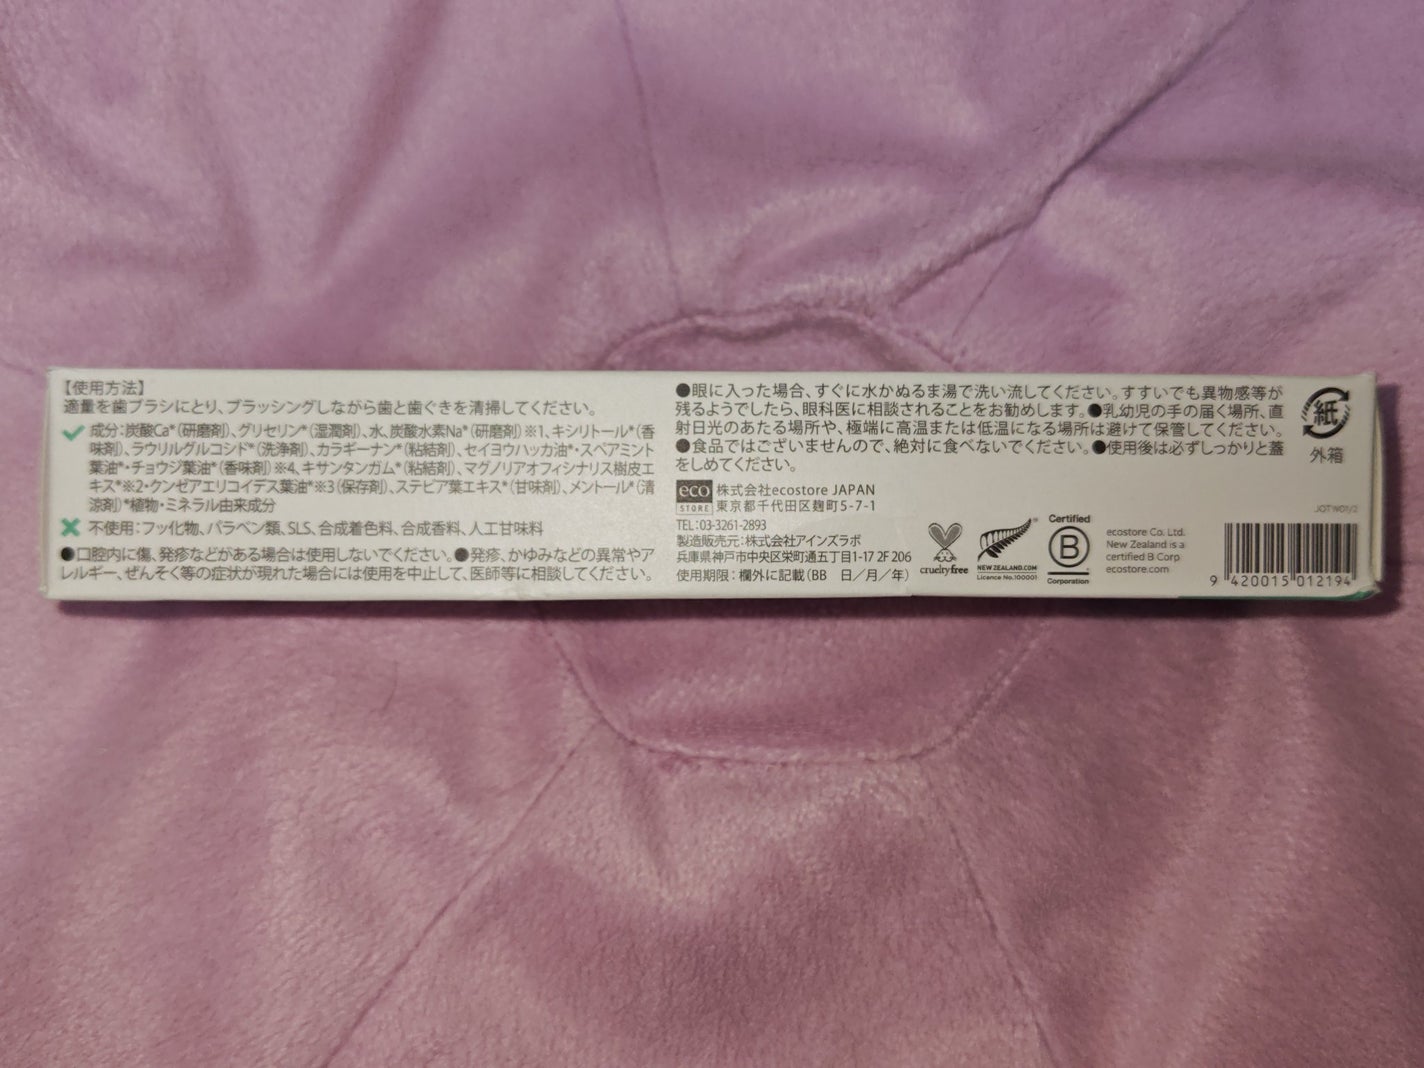 【使用方法】
適量を歯ブラシにとり、ブラッシングしながら歯と歯ぐきを清掃してください。
成分：炭酸Ca*（研磨剤）、グリセリン*（湿潤剤）、水、炭酸水素Na*（研磨剤）※1、キシリトール*（香
味剤）、ラウリルグルコシド*（洗浄剤）、カラギーナン*（粘結剤）、セイヨウハッカ油*・スペアミント
葉油*・チョウジ葉油*（香味剤）※4、キサンタンガム*（粘結剤）、マグノリアオフィシナリス樹皮エ
キス*※2・クンゼアエリコイデス葉油*※3（保存剤）、ステビア葉エキス*（甘味剤）、メントール*（清
涼剤）*植物・ミネラル由来成分
不使用：フッ化物、パラベン類、SLS、合成着色料、合成香料、人工甘味料
●口腔内に傷、発疹などがある場合は使用しないでください。●発疹、かゆみなどの異常やア
レルギー、ぜんそく等の症状が現れた場合には使用を中止して、医師等に相談してください。
●眼に入った場合、すぐに水かぬるま湯で洗い流してください。すすいでも異物感等が
残るようでしたら、眼科医に相談されることをお勧めします。●乳幼児の手の届く場所、直
射日光のあたる場所や、極端に高温または低温になる場所は避けて保管してください。
●食品ではございませんので、絶対に食べないでください。●使用後は必ずしっかりと蓋
をしめてください。
eco
STORE
株式会社ecostore JAPAN
東京都千代田区麹町5-7-1
TEL：03-3261-2893
製造販売元：株式会社アインズラボ
兵庫県神戸市中央区栄町通五丁目1-17 2F 206
使用期限：欄外に記載（BB　日／月／年）
crueltyfree
NEWZEALAND.COM
Licence No.100001
Certified
B
Corporation
ecostore Co. Ltd.
New Zealand is a
certified B Corp
ecostore.com
紙
外箱
JOTW01/2
9 420015 012194